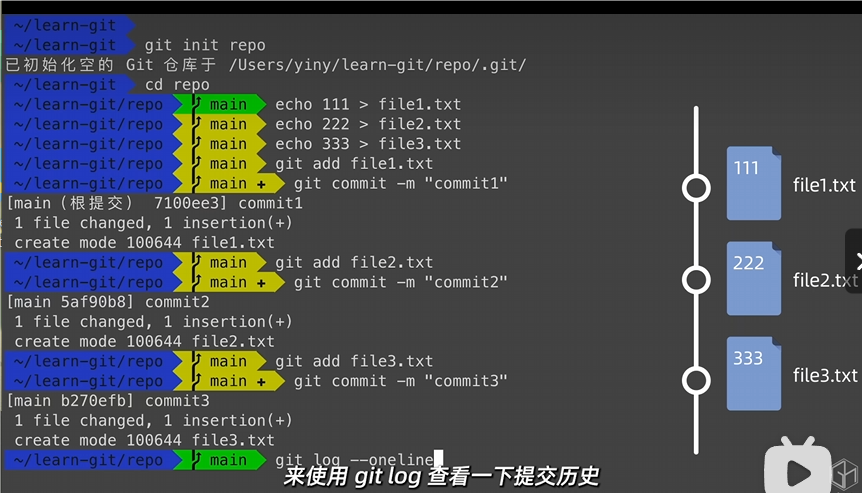 ~/learn-git
~/learn-git git init repo
已初始化空的 Git 仓库于 /Users/yiny/learn-git/repo/.git/
~/learn-git cd repo
~/learn-git/repo main echo 111 > file1.txt
~/learn-git/repo main echo 222 > file2.txt
~/learn-git/repo main echo 333 > file3.txt
~/learn-git/repo main git add file1.txt
~/learn-git/repo main + git commit -m "commit1"
[main (根提交) 7100ee3] commit1
1 file changed, 1 insertion(+)
create mode 100644 file1.txt
~/learn-git/repo main git add file2.txt
~/learn-git/repo main + git commit -m "commit2"
[main 5af90b8] commit2
1 file changed, 1 insertion(+)
create mode 100644 file2.txt
~/learn-git/repo main git add file3.txt
~/learn-git/repo main + git commit -m "commit3"
[main b270efb] commit3
1 file changed, 1 insertion(+)
create mode 100644 file3.txt
~/learn-git/repo main git log --oneline
111
file1.txt
222
file2.txt
333
file3.txt
来使用 git log 查看一下提交历史